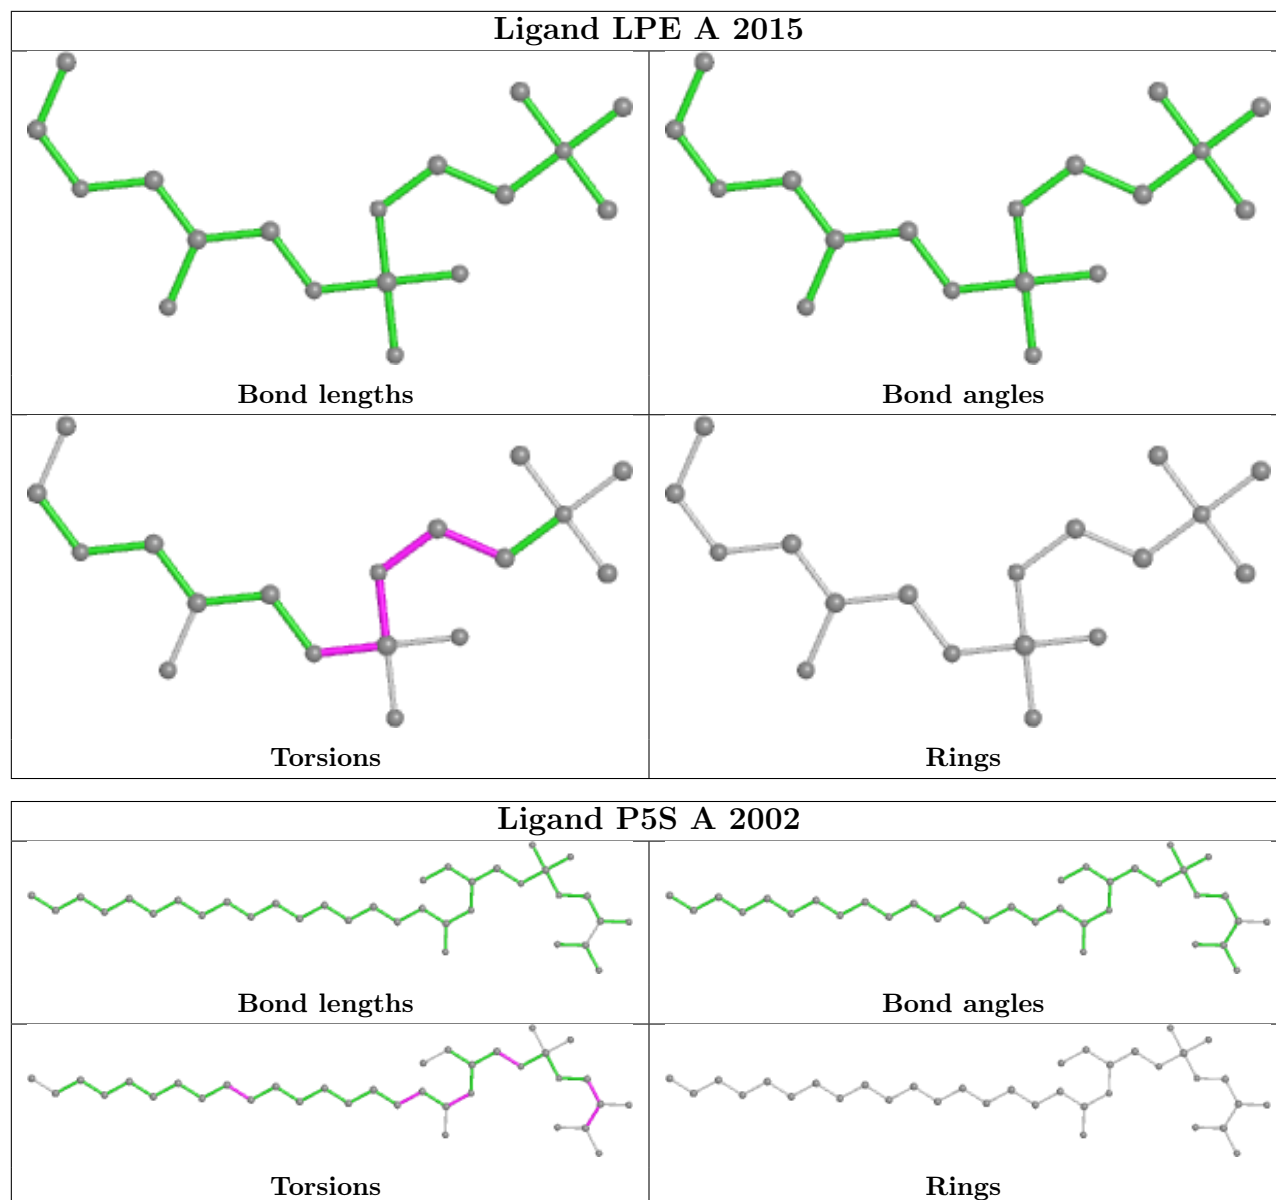 Ligand LPE A 2015
Bond lengths
Bond angles
Torsions
Rings
Ligand P5S A 2002
Bond lengths
Bond angles
Torsions
Rings